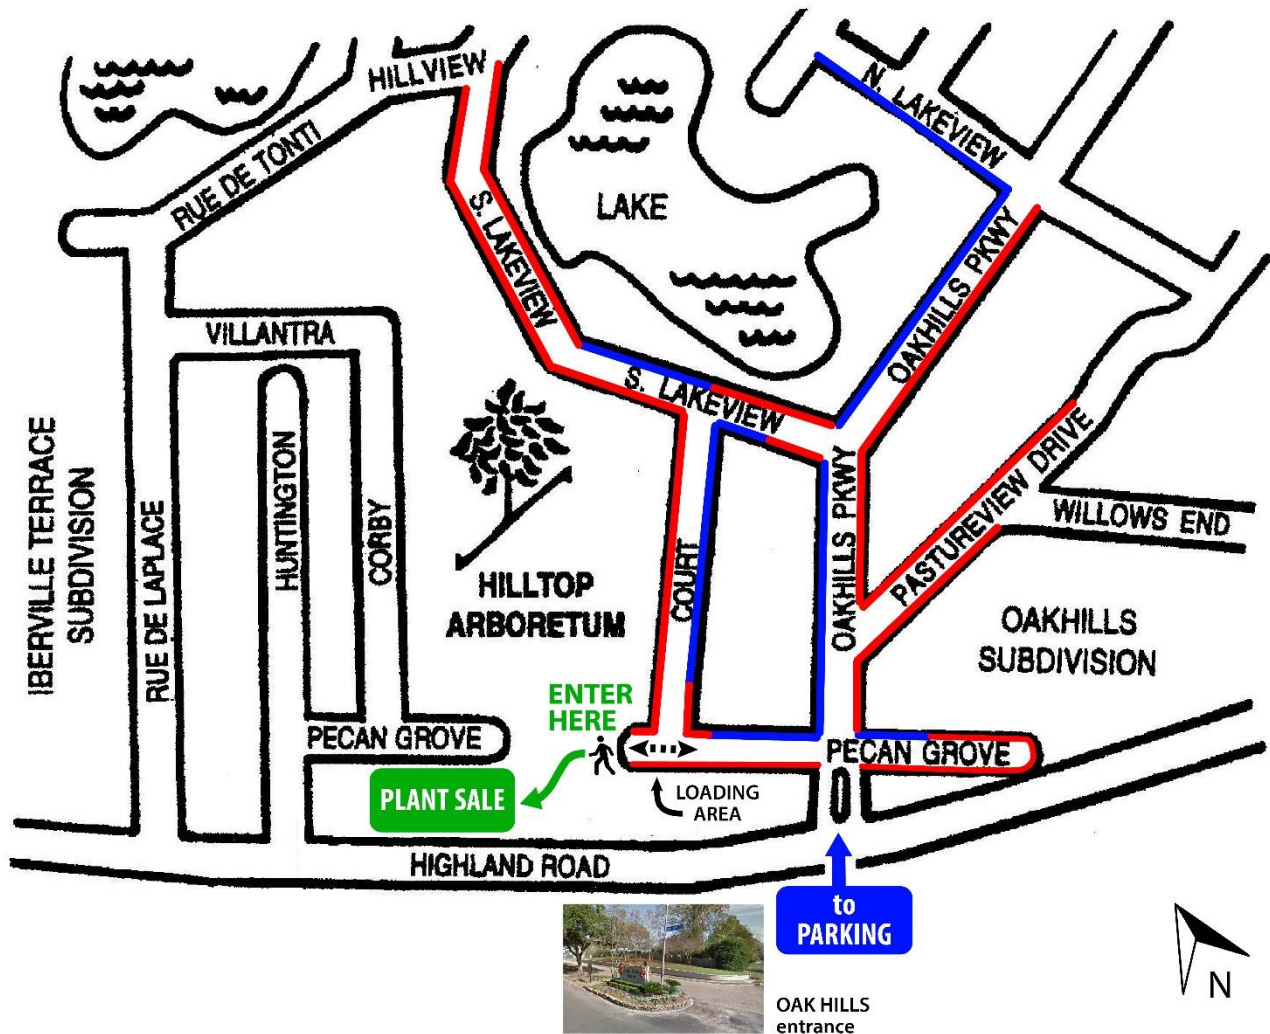 HILLVIEW
N. LAKEVIEW
RUE DE TONTI
S. LAKEVIEW
LAKE
OAKHILLS PKWY
VILLANTRA
S. LAKEVIEW
IBERVILLE TERRACE
SUBDIVISION
RUE DE LAPLACE
HUNTINGTON
CORBY
HILLTOP
ARBORETUM
COURT
OAKHILLS PKWY
PASTUREVIEW DRIVE
WILLOWS END
OAKHILLS
SUBDIVISION
ENTER
HERE
PECAN GROVE
PECAN GROVE
PLANT SALE
LOADING
AREA
HIGHLAND ROAD
to
PARKING
OAK HILLS
entrance
N